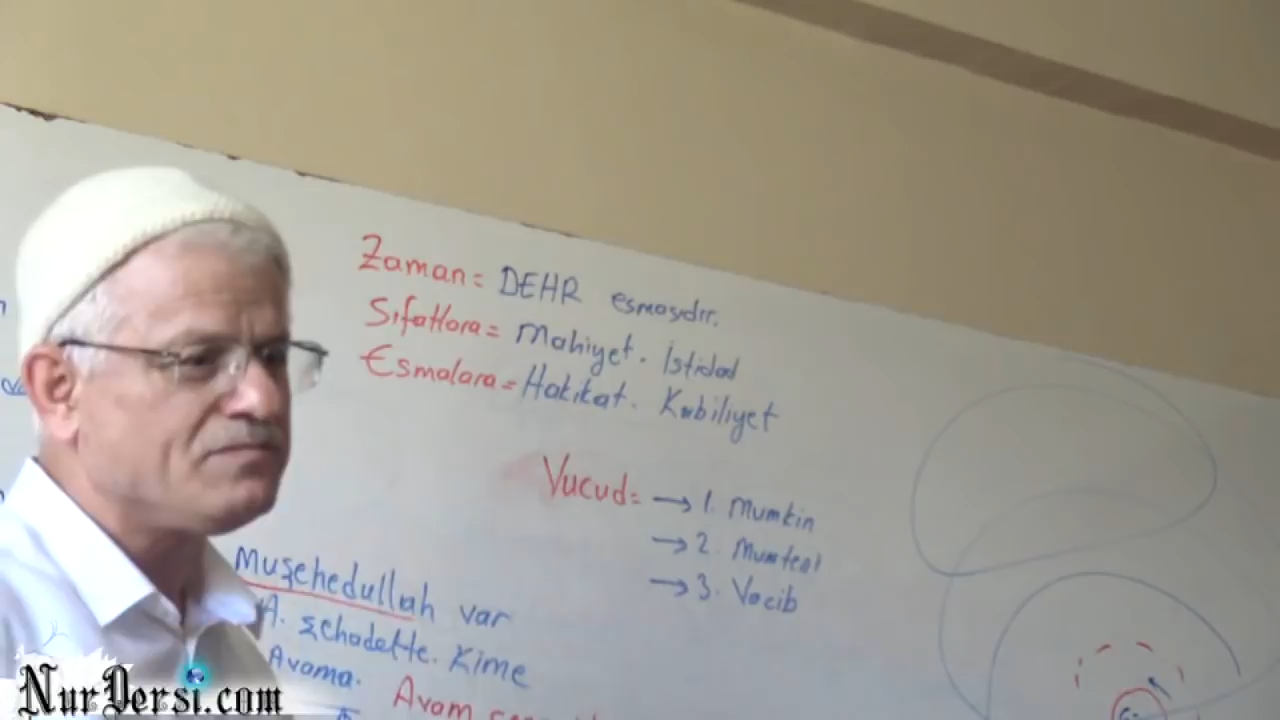 Zaman = DEHR esmasıdır.
Sıfatlara = Mahiyet. İstidad
Esmalara = Hakikat. Kabiliyet
Vucud = → 1. Mumkin
→ 2. Mumteni
→ 3. Vacib
Muşehedullah var
A. şehadette. Kime
Avama.
Avam
NurDersi.com